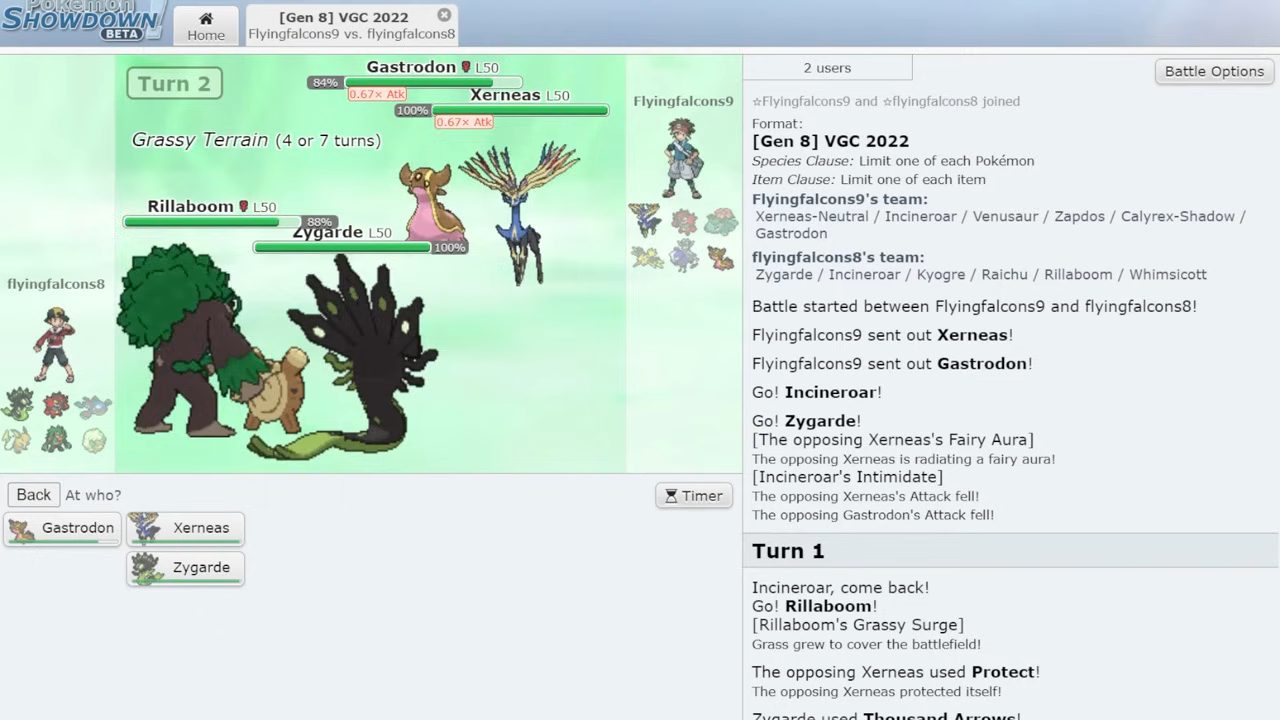 Pokémon
SHOWDOWN
BETA
Home
[Gen 8] VGC 2022
Flyingfalcons9 vs. flyingfalcons8
Turn 2
Gastrodon L50
84%
0.67× Atk
Xerneas L50
100%
0.67× Atk
Grassy Terrain (4 or 7 turns)
Rillaboom L50
88%
Zygarde L50
100%
flyingfalcons8
Flyingfalcons9
Back At who?
Timer
Gastrodon
Xerneas
Zygarde
2 users
Battle Options
☆Flyingfalcons9 and ☆flyingfalcons8 joined
Format:
[Gen 8] VGC 2022
Species Clause: Limit one of each Pokémon
Item Clause: Limit one of each item
Flyingfalcons9's team:
Xerneas-Neutral / Incineroar / Venusaur / Zapdos / Calyrex-Shadow /
Gastrodon
flyingfalcons8's team:
Zygarde / Incineroar / Kyogre / Raichu / Rillaboom / Whimsicott
Battle started between Flyingfalcons9 and flyingfalcons8!
Flyingfalcons9 sent out Xerneas!
Flyingfalcons9 sent out Gastrodon!
Go! Incineroar!
Go! Zygarde!
[The opposing Xerneas's Fairy Aura]
The opposing Xerneas is radiating a fairy aura!
[Incineroar's Intimidate]
The opposing Xerneas's Attack fell!
The opposing Gastrodon's Attack fell!
Turn 1
Incineroar, come back!
Go! Rillaboom!
[Rillaboom's Grassy Surge]
Grass grew to cover the battlefield!
The opposing Xerneas used Protect!
The opposing Xerneas protected itself!
Zygarde used Thousand Arrows!